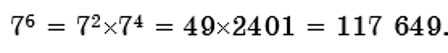 7⁶ = 7²×7⁴ = 49×2401 = 117 649.